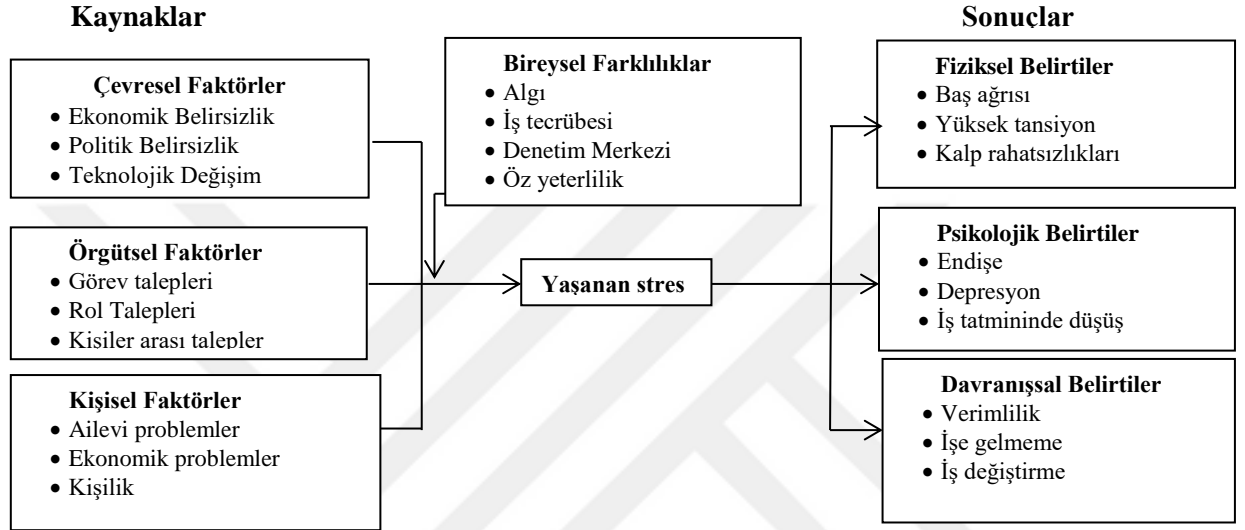 Kaynaklar
Sonuçlar
Çevresel Faktörler
• Ekonomik Belirsizlik
• Politik Belirsizlik
• Teknolojik Değişim
Bireysel Farklılıklar
• Algı
• İş tecrübesi
• Denetim Merkezi
• Öz yeterlilik
Fiziksel Belirtiler
• Baş ağrısı
• Yüksek tansiyon
• Kalp rahatsızlıkları
Örgütsel Faktörler
• Görev talepleri
• Rol Talepleri
• Kişiler arası talepler
Yaşanan stres
Psikolojik Belirtiler
• Endişe
• Depresyon
• İş tatmininde düşüş
Kişisel Faktörler
• Ailevi problemler
• Ekonomik problemler
• Kişilik
Davranışsal Belirtiler
• Verimlilik
• İşe gelmeme
• İş değiştirme